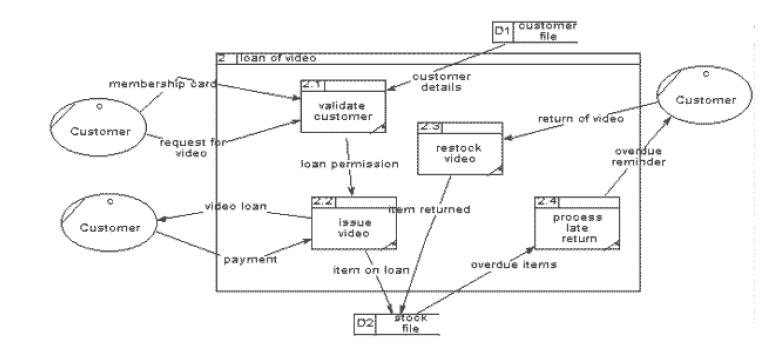 D1 customer
file
2 loan of video
membership card
2.1
customer
details
c
Customer
validate
customer
2.3
return of video
c
Customer
request for
video
restock
video
overdue
reminder
loan permission
c
Customer
video loan
2.2
issue
video
item returned
2.4
process
late
return
payment
item on loan
overdue items
D2 stock
file